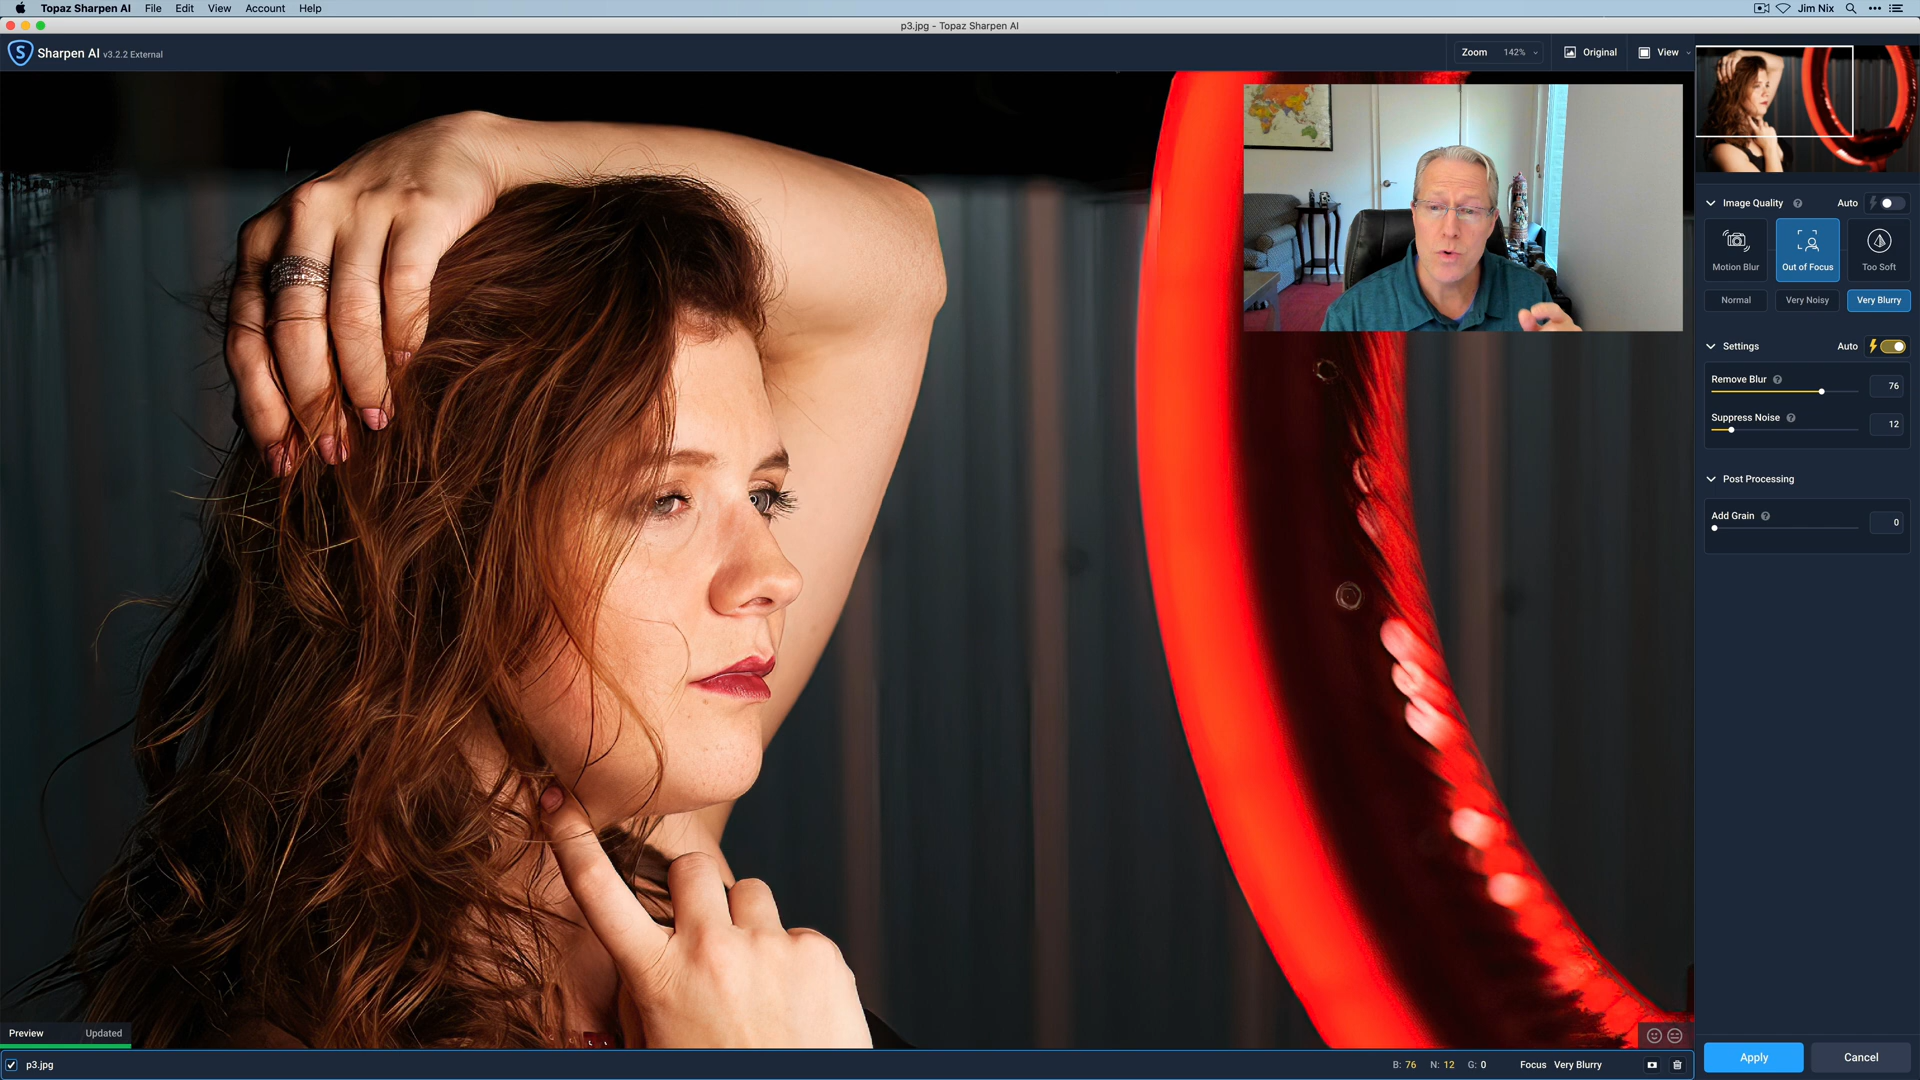 Topaz Sharpen AI File Edit View Account Help Jim Nix
p3.jpg - Topaz Sharpen AI
S Sharpen AI v3.2.2 External Zoom 142% Original View
Image Quality ? Auto
Motion Blur Out of Focus Too Soft
Normal Very Noisy Very Blurry
Settings Auto
Remove Blur ? 76
Suppress Noise ? 12
Post Processing
Add Grain ? 0
Preview Updated
p3.jpg B: 76 N: 12 G: 0 Focus Very Blurry
Apply Cancel